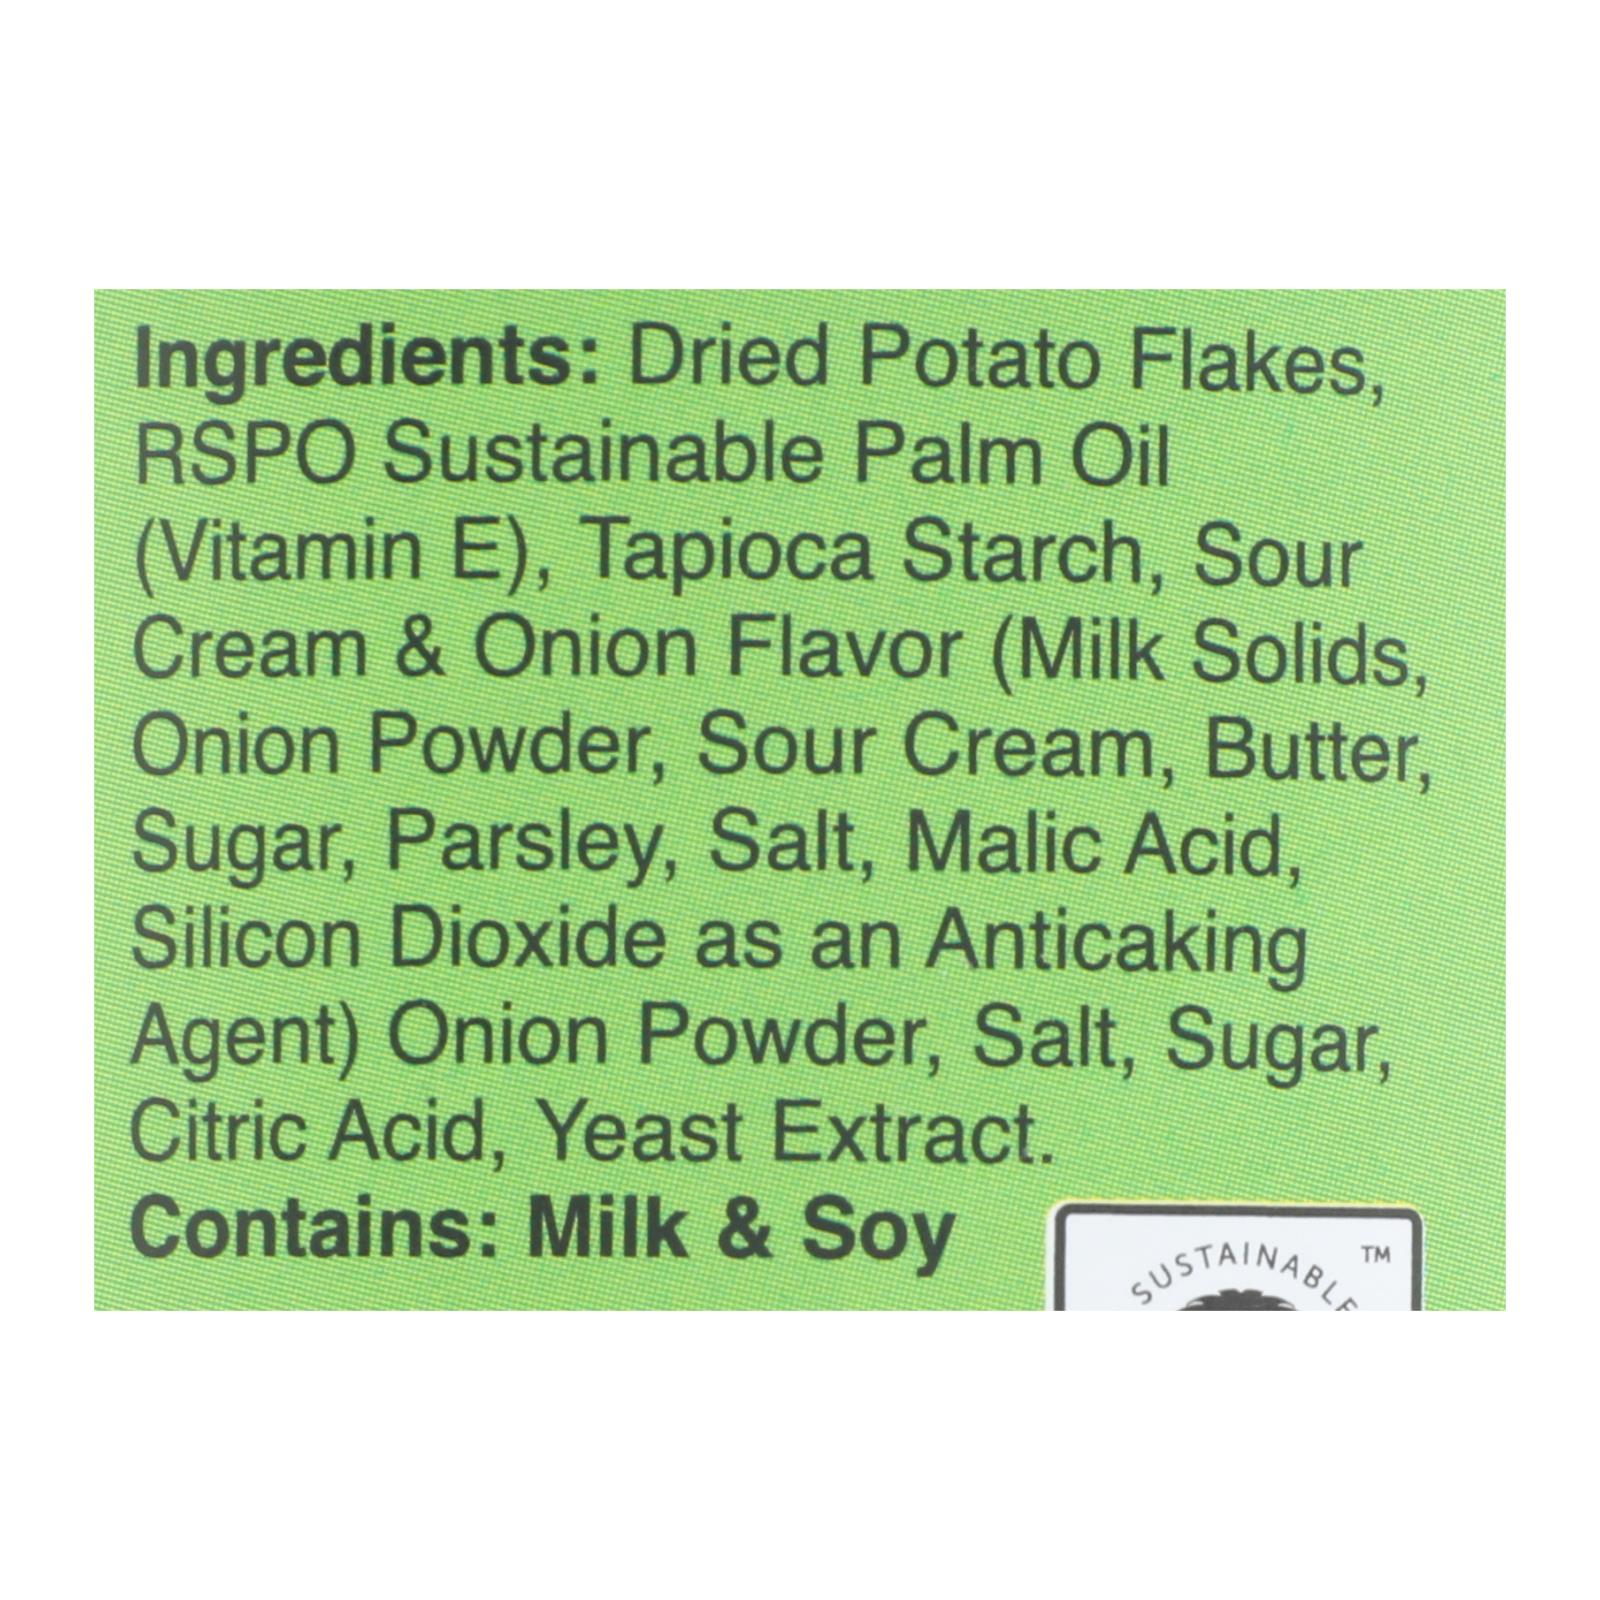 Ingredients: Dried Potato Flakes,
RSPO Sustainable Palm Oil
(Vitamin E), Tapioca Starch, Sour
Cream & Onion Flavor (Milk Solids,
Onion Powder, Sour Cream, Butter,
Sugar, Parsley, Salt, Malic Acid,
Silicon Dioxide as an Anticaking
Agent) Onion Powder, Salt, Sugar,
Citric Acid, Yeast Extract.
Contains: Milk & Soy
SUSTAINABLE
TM